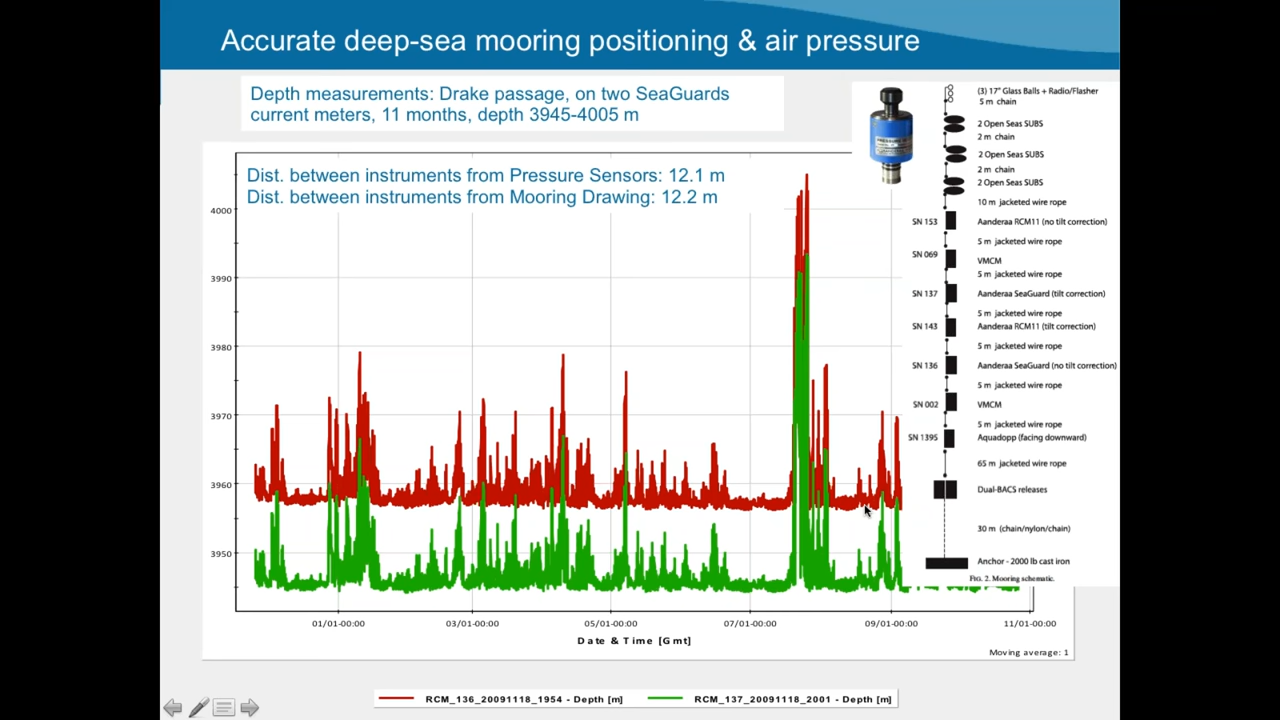 Accurate deep-sea mooring positioning & air pressure
Depth measurements: Drake passage, on two SeaGuards
current meters, 11 months, depth 3945-4005 m
Dist. between instruments from Pressure Sensors: 12.1 m
Dist. between instruments from Mooring Drawing: 12.2 m
4000
3990
3980
3970
3960
3950
01/01-00:00
03/01-00:00
05/01-00:00
07/01-00:00
09/01-00:00
11/01-00:00
Date & Time [Gmt]
Moving average: 1
RCM_136_20091118_1954 - Depth [m]
RCM_137_20091118_2001 - Depth [m]
(3) 17" Glass Balls + Radio/Flasher
5 m chain
2 Open Seas SUBS
2 m chain
2 Open Seas SUBS
2 m chain
2 Open Seas SUBS
10 m jacketed wire rope
SN 153 Aanderaa RCM11 (no tilt correction)
5 m jacketed wire rope
SN 069 VMCM
5 m jacketed wire rope
SN 137 Aanderaa SeaGuard (tilt correction)
5 m jacketed wire rope
SN 143 Aanderaa RCM11 (tilt correction)
5 m jacketed wire rope
SN 136 Aanderaa SeaGuard (no tilt correction)
5 m jacketed wire rope
SN 002 VMCM
5 m jacketed wire rope
SN 1395 Aquadopp (facing downward)
65 m jacketed wire rope
Dual-BACS releases
30 m (chain/nylon/chain)
Anchor - 2000 lb cast iron
FIG. 2. Mooring schematic.